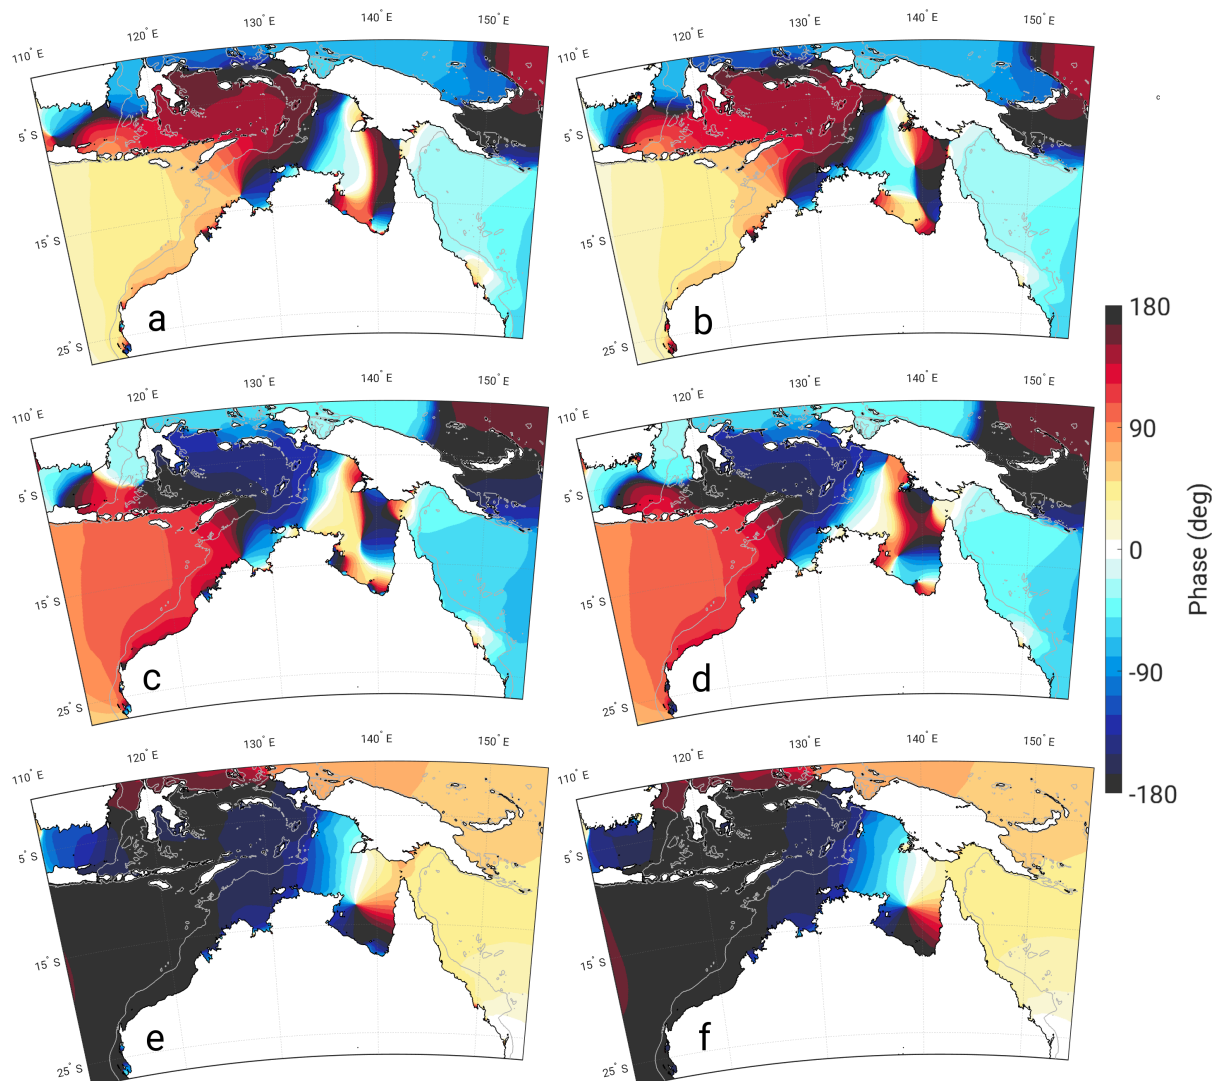 120° E 130° E 140° E 150° E 120° E 130° E 140° E 150° E
110° E 110° E
c
5° S 5° S
15° S 15° S
25° S a 25° S b
180
120° E 130° E 140° E 150° E 120° E 130° E 140° E 150° E
110° E 110° E
90
5° S 5° S
0
Phase (deg)
15° S 15° S
-90
25° S c 25° S d
120° E 130° E 140° E 150° E 120° E 130° E 140° E 150° E
110° E 110° E
-180
5° S 5° S
15° S 15° S
25° S e 25° S f